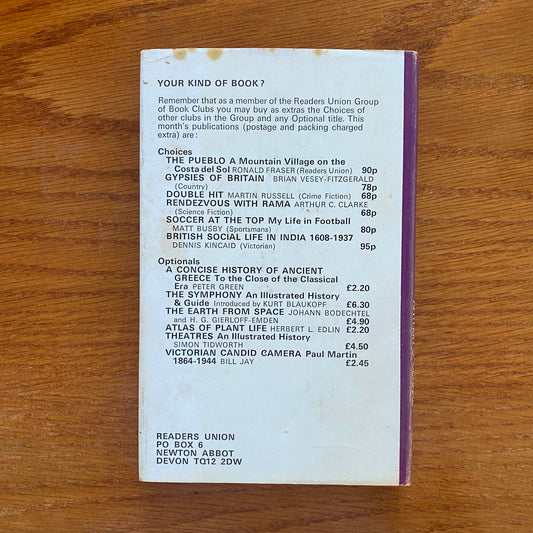 YOUR KIND OF BOOK?
Remember that as a member of the Readers Union Group
of Book Clubs you may buy as extras the Choices of
other clubs in the Group and any Optional title. This
month's publications (postage and packing charged
extra) are:
Choices
THE PUEBLO A Mountain Village on the
Costa del Sol RONALD FRASER (Readers Union) 90p
GYPSIES OF BRITAIN BRIAN VESEY-FITZGERALD
(Country) 78p
DOUBLE HIT MARTIN RUSSELL (Crime Fiction) 68p
RENDEZVOUS WITH RAMA ARTHUR C. CLARKE
(Science Fiction) 68p
SOCCER AT THE TOP My Life in Football
MATT BUSBY (Sportsmans) 80p
BRITISH SOCIAL LIFE IN INDIA 1608-1937
DENNIS KINCAID (Victorian) 95p
Optionals
A CONCISE HISTORY OF ANCIENT
GREECE To the Close of the Classical
Era PETER GREEN £2.20
THE SYMPHONY An Illustrated History
& Guide Introduced by KURT BLAUKOPF £6.30
THE EARTH FROM SPACE JOHANN BODECHTEL
and H. G. GIERLOFF-EMDEN £4.90
ATLAS OF PLANT LIFE HERBERT L. EDLIN £2.20
THEATRES An Illustrated History
SIMON TIDWORTH £4.50
VICTORIAN CANDID CAMERA Paul Martin
1864-1944 BILL JAY £2.45
READERS UNION
PO BOX 6
NEWTON ABBOT
DEVON TQ12 2DW